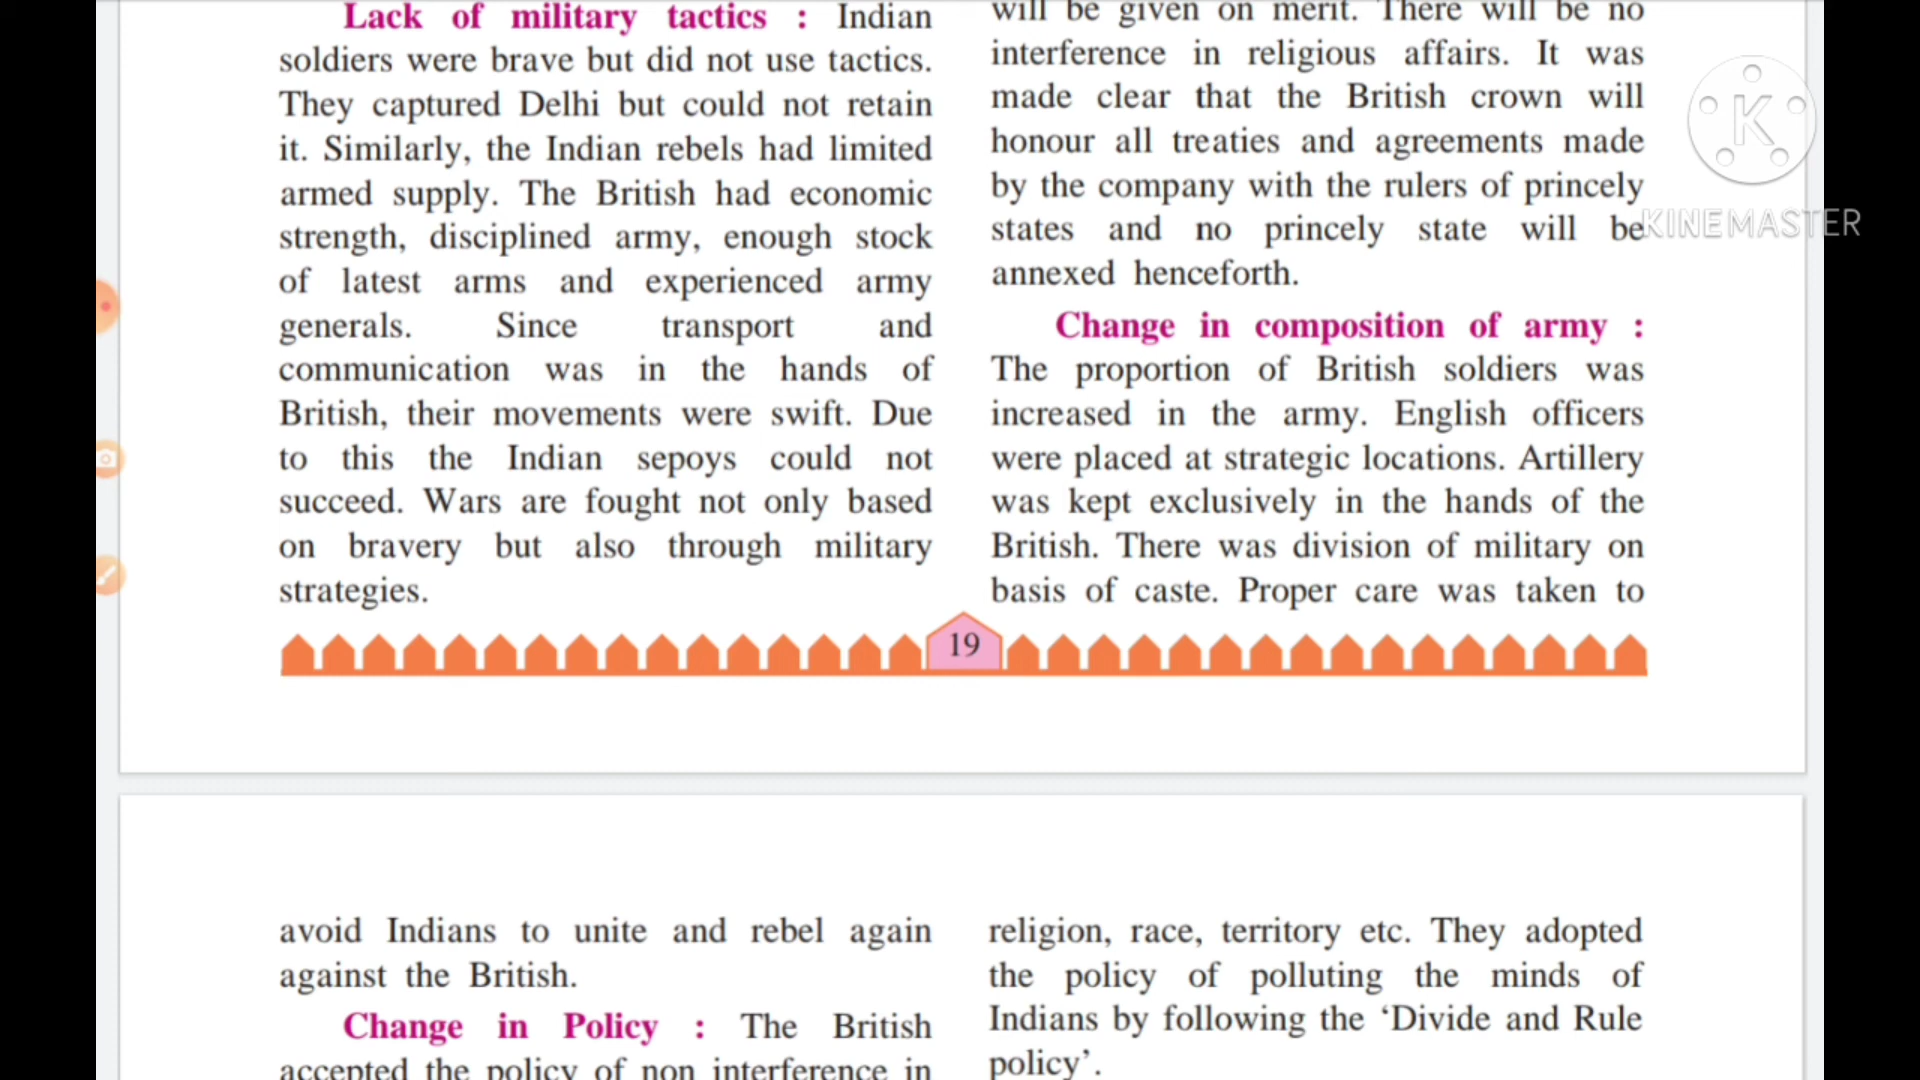 Lack of military tactics : Indian
soldiers were brave but did not use tactics.
They captured Delhi but could not retain
it. Similarly, the Indian rebels had limited
armed supply. The British had economic
strength, disciplined army, enough stock
of latest arms and experienced army
generals. Since transport and
communication was in the hands of
British, their movements were swift. Due
to this the Indian sepoys could not
succeed. Wars are fought not only based
on bravery but also through military
strategies.
will be given on merit. There will be no
interference in religious affairs. It was
made clear that the British crown will
honour all treaties and agreements made
by the company with the rulers of princely
states and no princely state will be
annexed henceforth.
Change in composition of army :
The proportion of British soldiers was
increased in the army. English officers
were placed at strategic locations. Artillery
was kept exclusively in the hands of the
British. There was division of military on
basis of caste. Proper care was taken to
19
avoid Indians to unite and rebel again
against the British.
Change in Policy : The British
accepted the policy of non interference in
religion, race, territory etc. They adopted
the policy of polluting the minds of
Indians by following the ‘Divide and Rule
policy’.
K
KINEMASTER